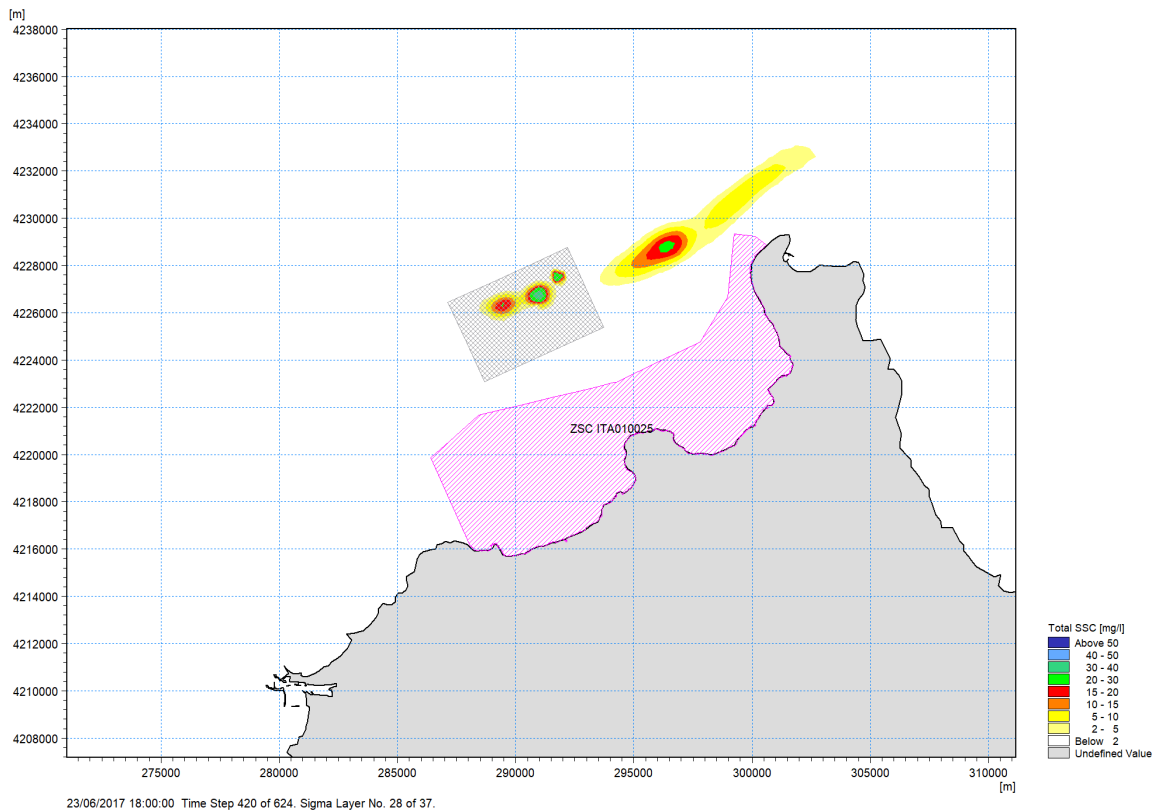 [m]
4238000
4236000
4234000
4232000
4230000
4228000
4226000
4224000
4222000
4220000
4218000
4216000
4214000
4212000
4210000
4208000
ZSC ITA010025
275000 280000 285000 290000 295000 300000 305000 310000
[m]
Total SSC [mg/l]
Above 50
40 - 50
30 - 40
20 - 30
15 - 20
10 - 15
5 - 10
2 - 5
Below 2
Undefined Value
23/06/2017 18:00:00 Time Step 420 of 624. Sigma Layer No. 28 of 37.